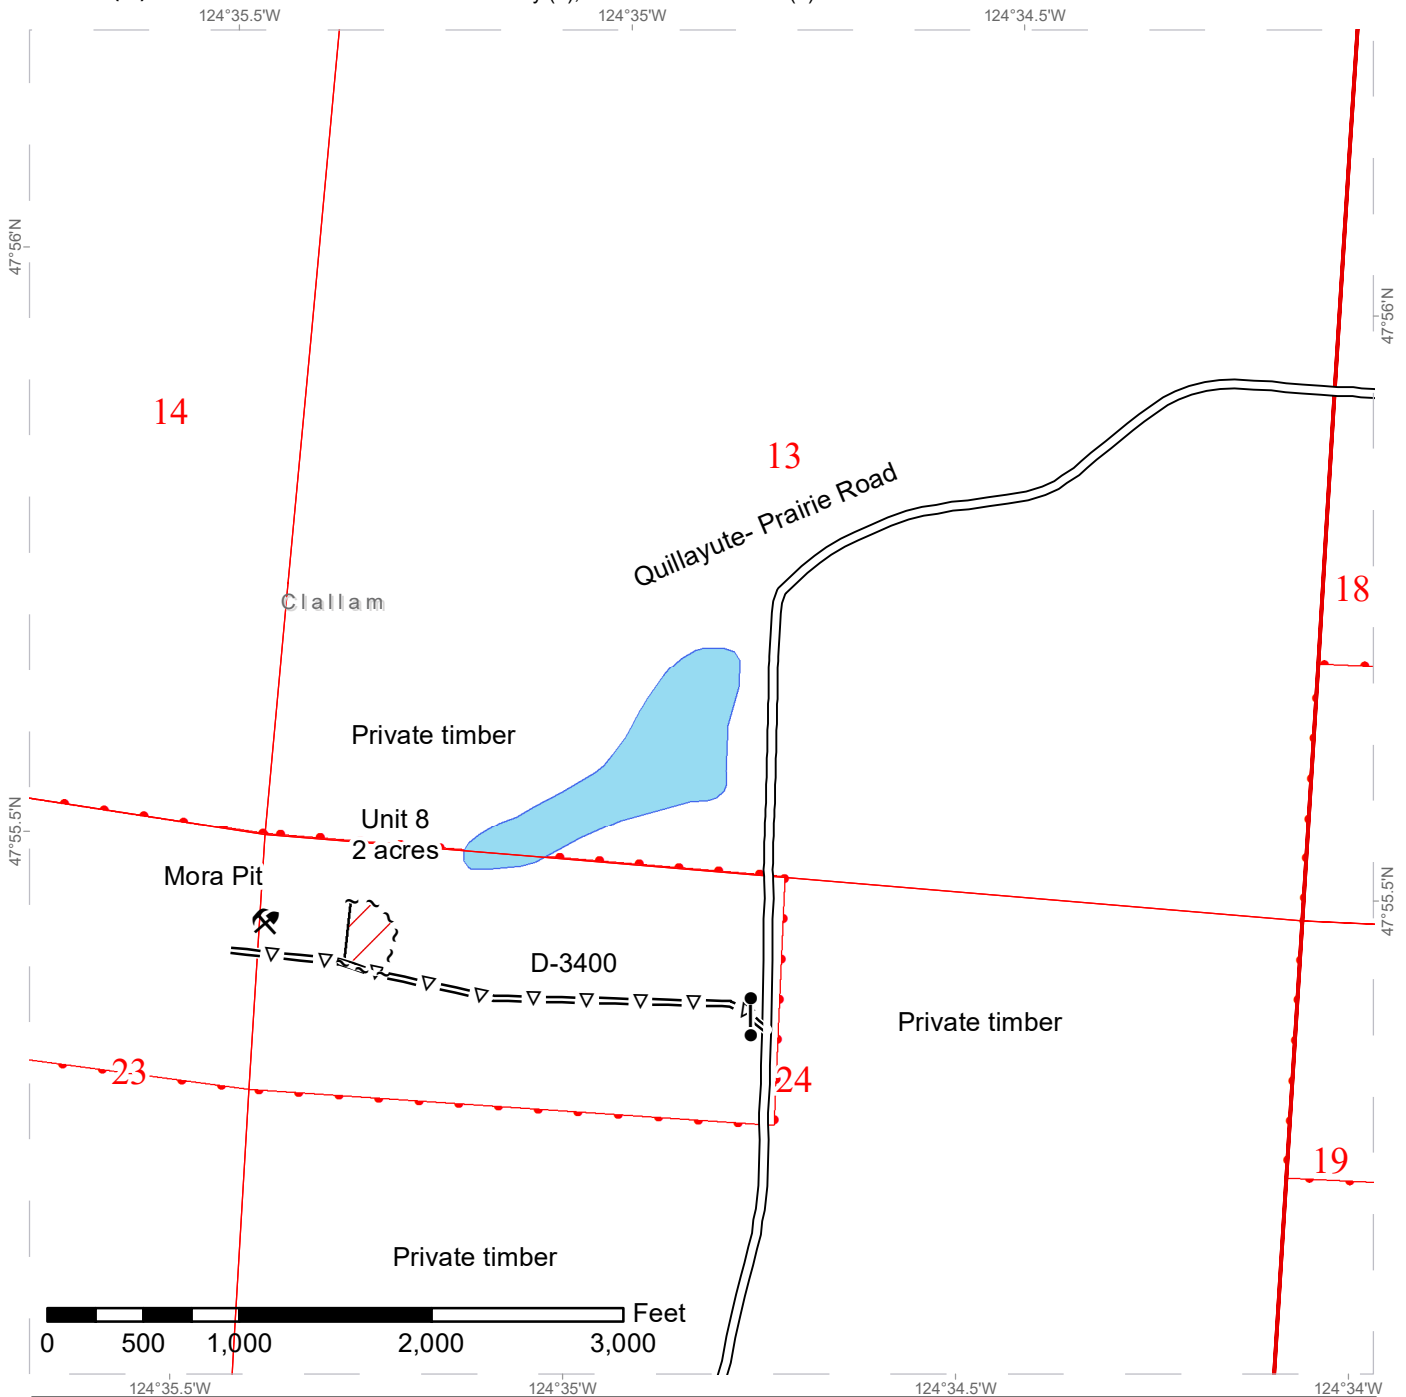 124°35.5'W
124°35'W
124°34.5'W
47°56'N
47°56'N
14
13
Quillayute- Prairie Road
18
Clallam
Private timber
47°55.5'N
Unit 8
2 acres
Mora Pit
47°55.5'N
D-3400
Private timber
23
24
19
Private timber
Feet
0
500
1,000
2,000
3,000
124°35.5'W
124°35'W
124°34.5'W
124°34'W